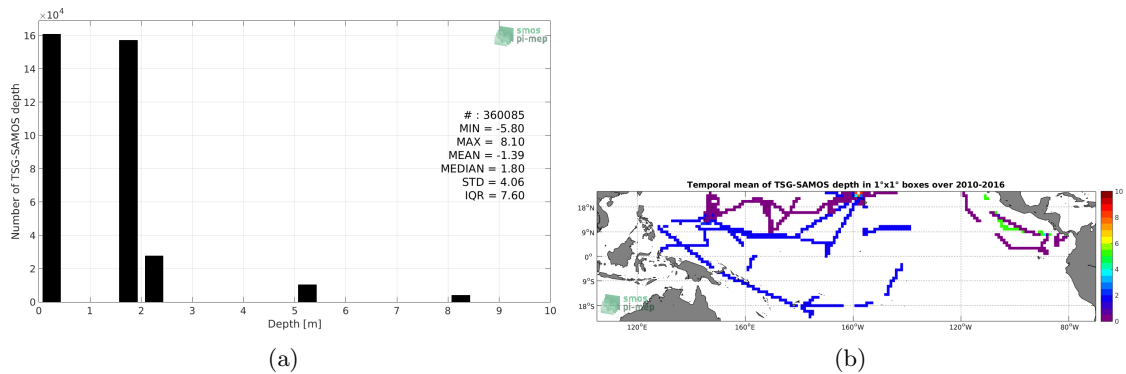 ×10⁴
16
14
12
10
8
6
4
2
0
Number of TSG-SAMOS depth
smos
pi-mep
# : 360085
MIN = -5.80
MAX = 8.10
MEAN = -1.39
MEDIAN = 1.80
STD = 4.06
IQR = 7.60
0 1 2 3 4 5 6 7 8 9 10
Depth [m]
(a)
Temporal mean of TSG-SAMOS depth in 1°x1° boxes over 2010-2016
18°N
9°N
0°
9°S
18°S
smos
pi-mep
120°E 160°E 160°W 120°W 80°W
10
8
6
4
2
0
(b)